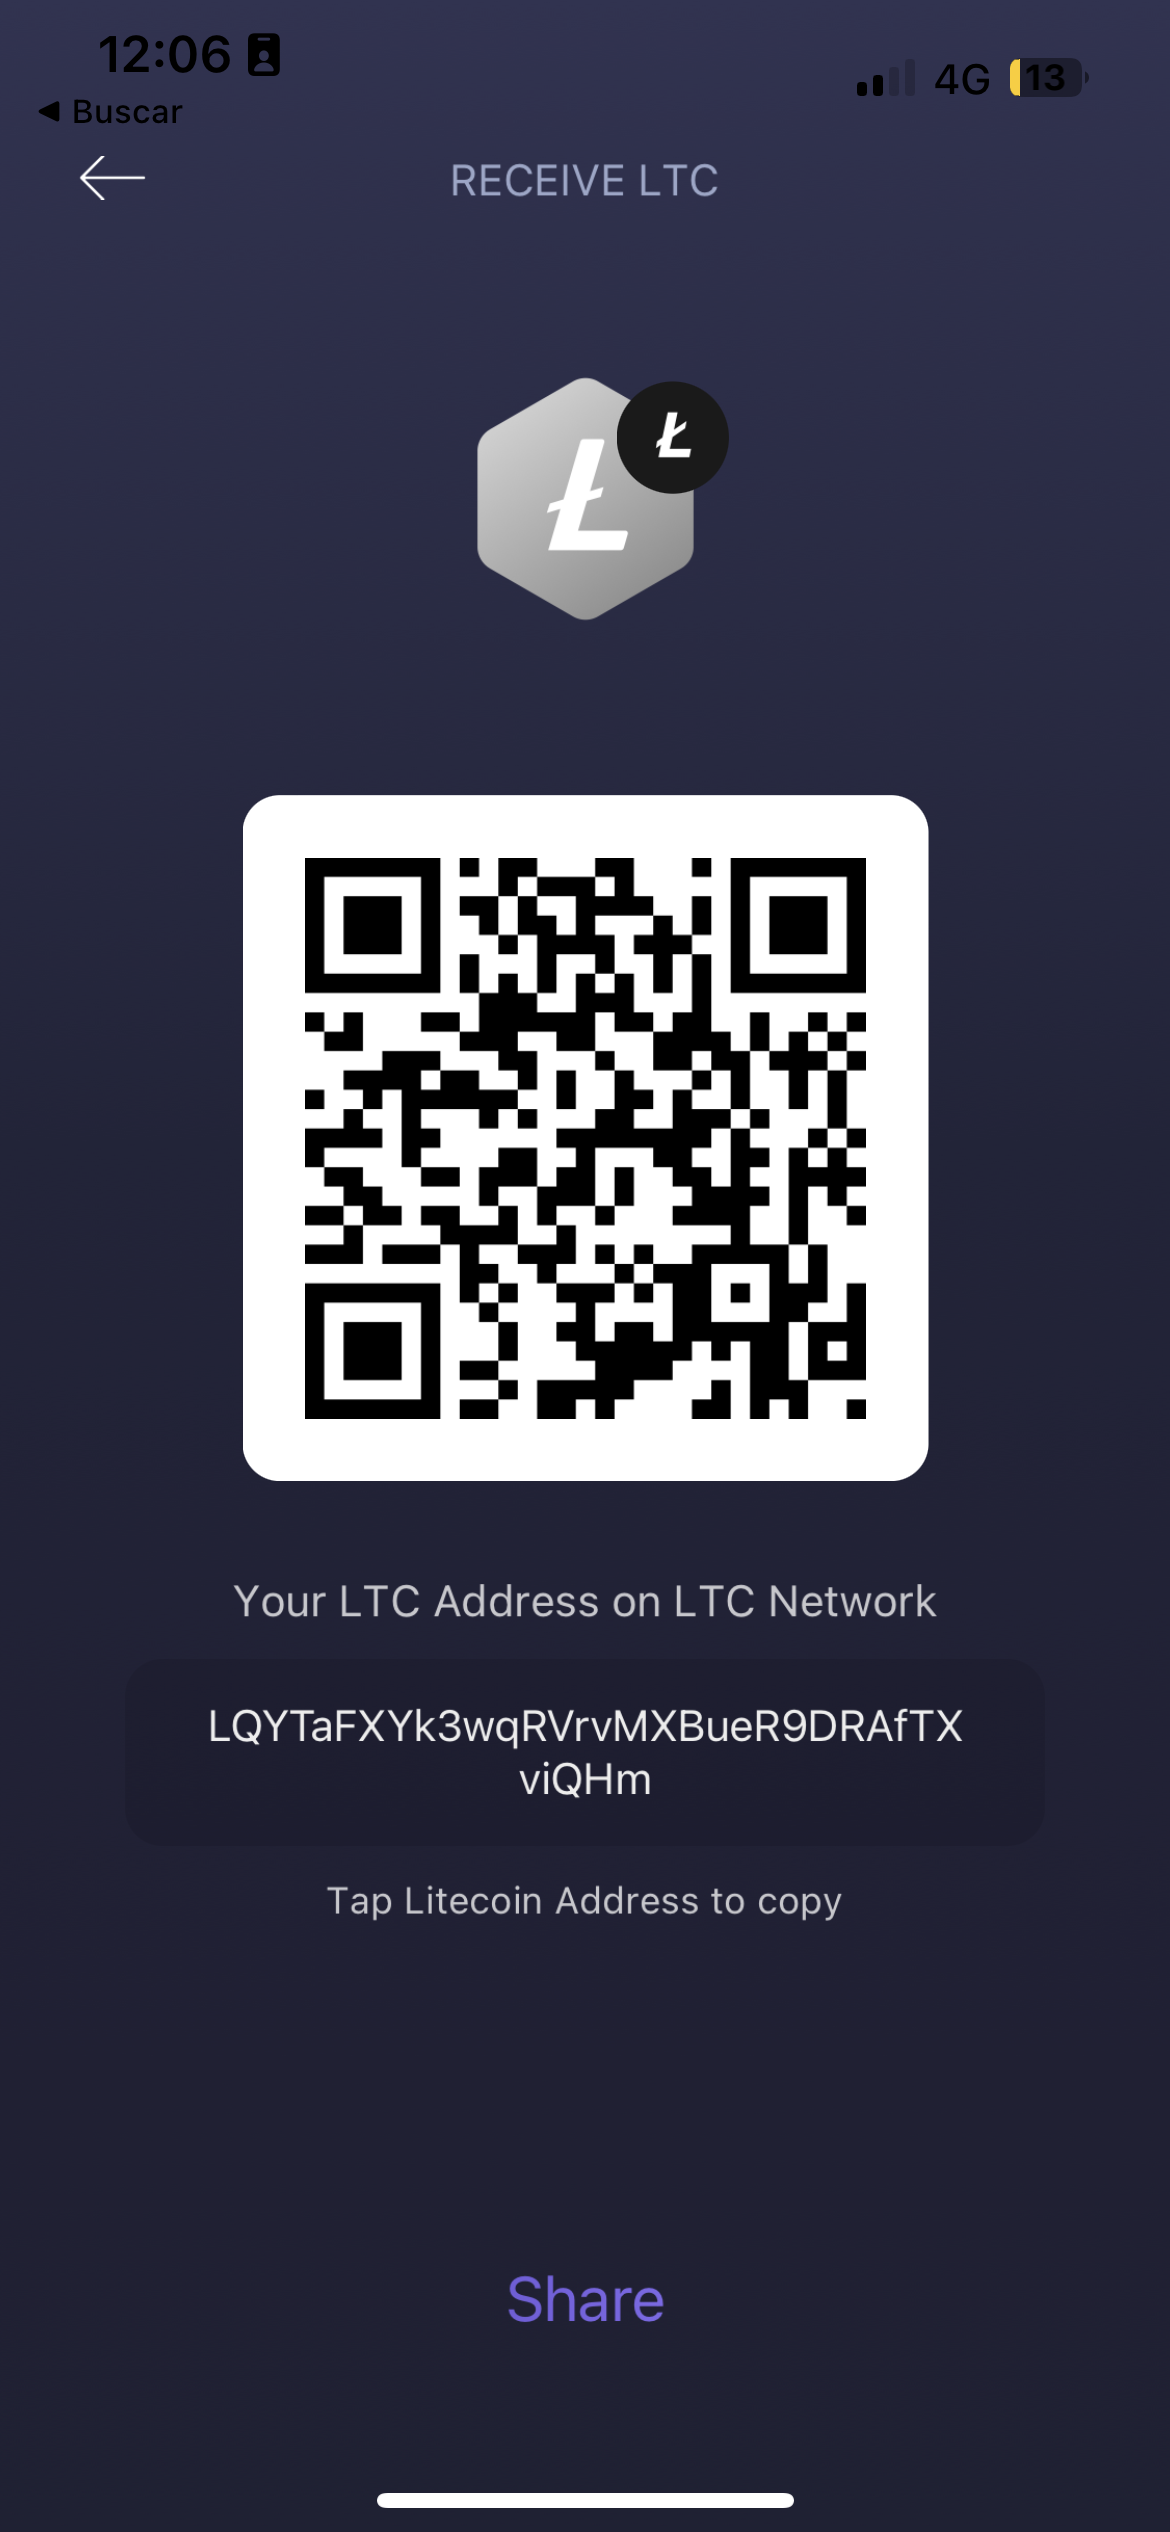 12:06
4G 13
◀ Buscar
RECEIVE LTC
Your LTC Address on LTC Network
LQYTaFXYk3wqRVrvMXBueR9DRAfTX
viQHm
Tap Litecoin Address to copy
Share